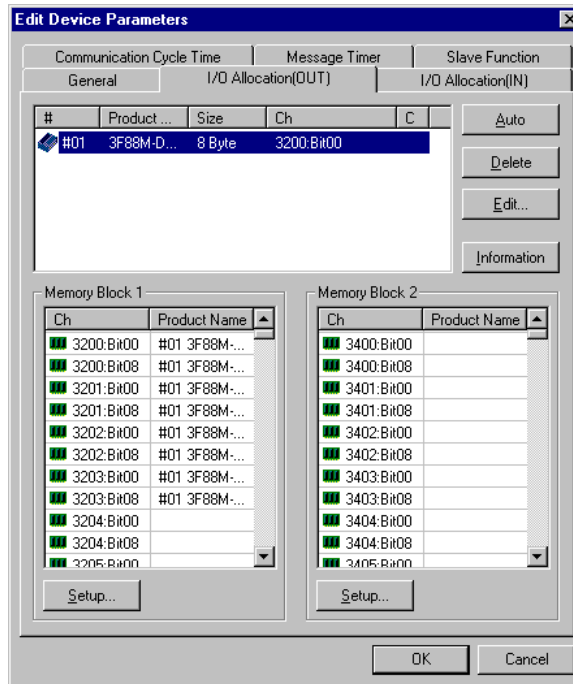 Edit Device Parameters
Communication Cycle Time Message Timer Slave Function
General I/O Allocation(OUT) I/O Allocation(IN)
# Product ... Size Ch C
#01 3F88M-D... 8 Byte 3200:Bit00
Auto
Delete
Edit...
Information
Memory Block 1
Ch Product Name
3200:Bit00 #01 3F88M-...
3200:Bit08 #01 3F88M-...
3201:Bit00 #01 3F88M-...
3201:Bit08 #01 3F88M-...
3202:Bit00 #01 3F88M-...
3202:Bit08 #01 3F88M-...
3203:Bit00 #01 3F88M-...
3203:Bit08 #01 3F88M-...
3204:Bit00
3204:Bit08
3205:Bit00
Setup...
Memory Block 2
Ch Product Name
3400:Bit00
3400:Bit08
3401:Bit00
3401:Bit08
3402:Bit00
3402:Bit08
3403:Bit00
3403:Bit08
3404:Bit00
3404:Bit08
3405:Bit00
Setup...
OK Cancel